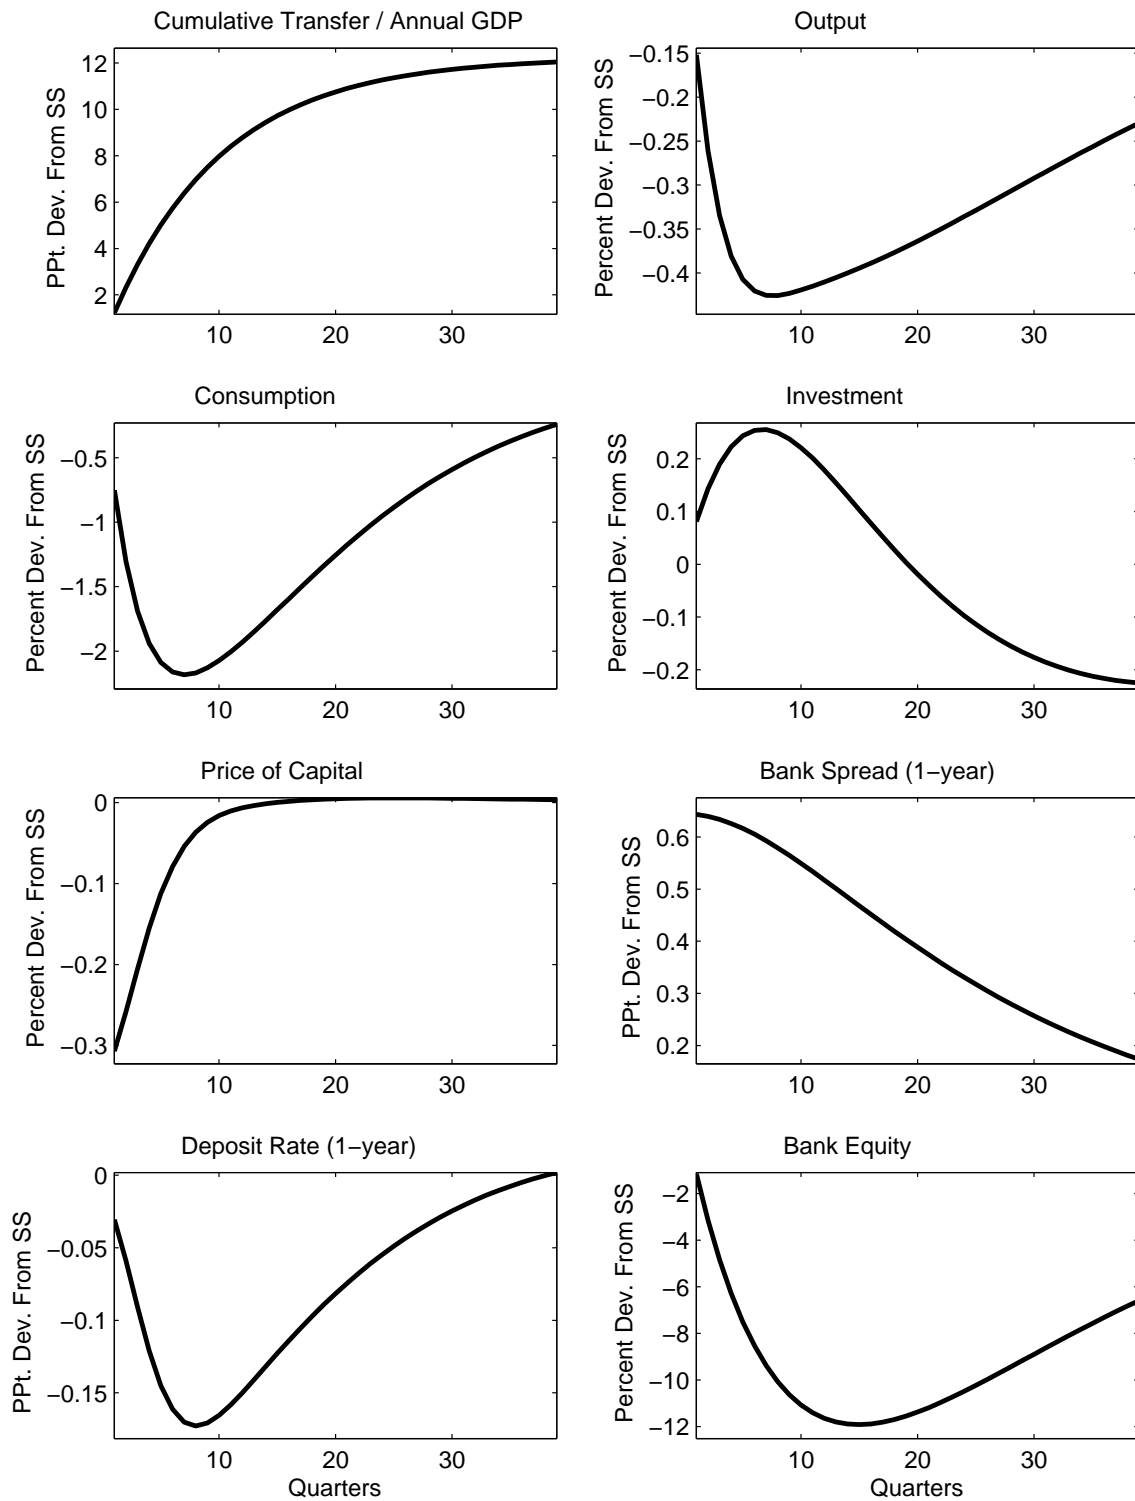 Cumulative Transfer / Annual GDP
PPt. Dev. From SS
12
10
8
6
4
2
10 20 30
Output
Percent Dev. From SS
−0.15
−0.2
−0.25
−0.3
−0.35
−0.4
10 20 30
Consumption
Percent Dev. From SS
−0.5
−1
−1.5
−2
10 20 30
Investment
Percent Dev. From SS
0.2
0.1
0
−0.1
−0.2
10 20 30
Price of Capital
Percent Dev. From SS
0
−0.1
−0.2
−0.3
10 20 30
Bank Spread (1−year)
PPt. Dev. From SS
0.6
0.5
0.4
0.3
0.2
10 20 30
Deposit Rate (1−year)
PPt. Dev. From SS
0
−0.05
−0.1
−0.15
10 20 30
Quarters
Bank Equity
Percent Dev. From SS
−2
−4
−6
−8
−10
−12
10 20 30
Quarters